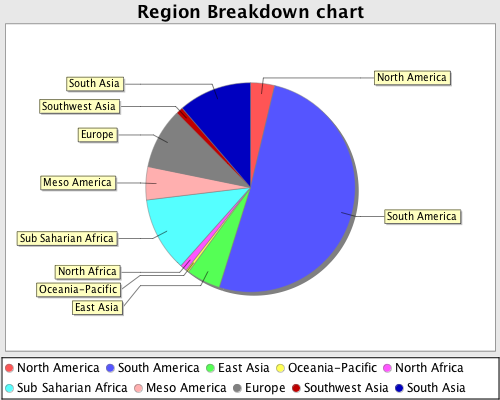 Region Breakdown chart
South Asia
North America
Southwest Asia
Europe
Meso America
South America
Sub Saharian Africa
North Africa
Oceania-Pacific
East Asia
North America South America East Asia Oceania-Pacific North Africa
Sub Saharian Africa Meso America Europe Southwest Asia South Asia